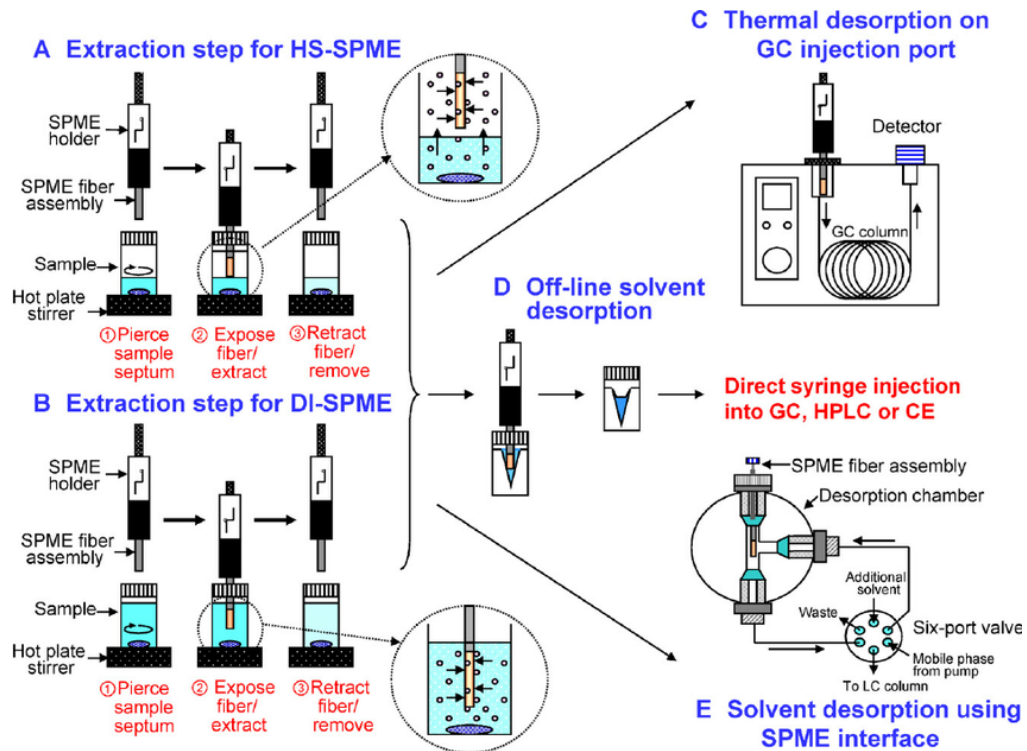 A Extraction step for HS-SPME
SPME
holder
SPME fiber
assembly
Sample
Hot plate
stirrer
①Pierce
sample
septum
② Expose
fiber/
extract
③Retract
fiber/
remove
B Extraction step for DI-SPME
SPME
holder
SPME fiber
assembly
Sample
Hot plate
stirrer
①Pierce
sample
septum
② Expose
fiber/
extract
③Retract
fiber/
remove
C Thermal desorption on
GC injection port
Detector
GC column
D Off-line solvent
desorption
Direct syringe injection
into GC, HPLC or CE
SPME fiber assembly
Desorption chamber
Additional
solvent
Waste
Six-port valve
Mobile phase
from pump
To LC column
E Solvent desorption using
SPME interface